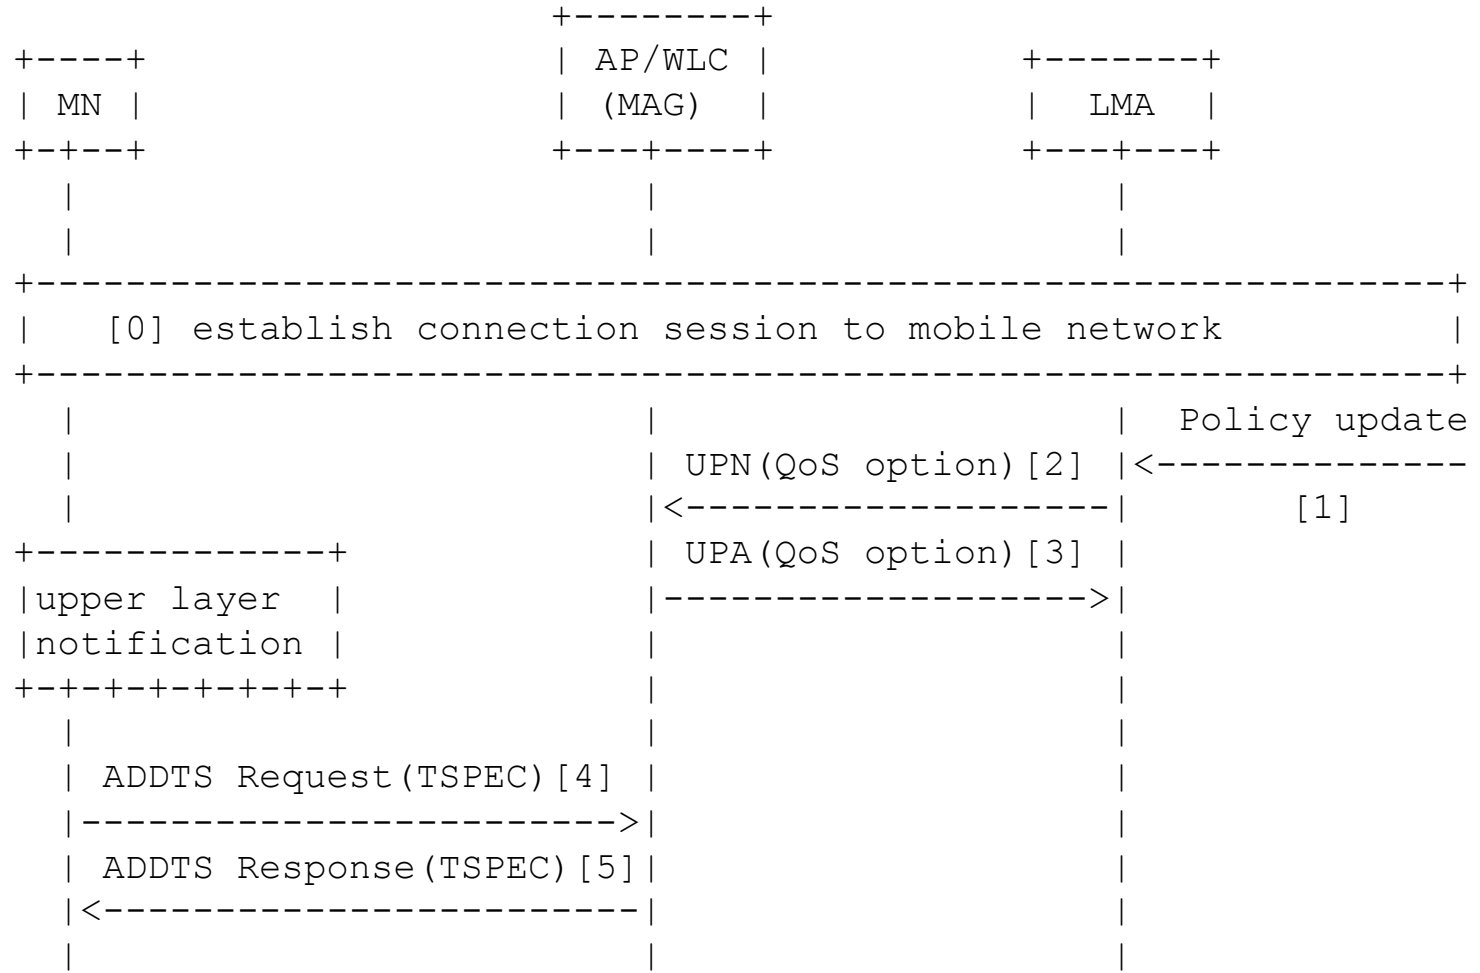 +--------+
+----+                  | AP/WLC |           +-------+
| MN |                  | (MAG)  |           |  LMA  |
+-+--+                  +---+----+           +---+---+
  |                         |                    |
  |                         |                    |
+---------------------------------------------------------------+
|   [0] establish connection session to mobile network          |
+---------------------------------------------------------------+
  |                         |                    |  Policy update
  |                         | UPN(QoS option)[2] |<--------------
  |                         |<-------------------|       [1]
+-------------+             | UPA(QoS option)[3] |
|upper layer  |             |------------------->|
|notification |             |                    |
+-+-+-+-+-+-+-+             |                    |
  |                         |                    |
  | ADDTS Request(TSPEC)[4] |                    |
  |------------------------>|                    |
  | ADDTS Response(TSPEC)[5]|                    |
  |<------------------------|                    |
  |                         |                    |